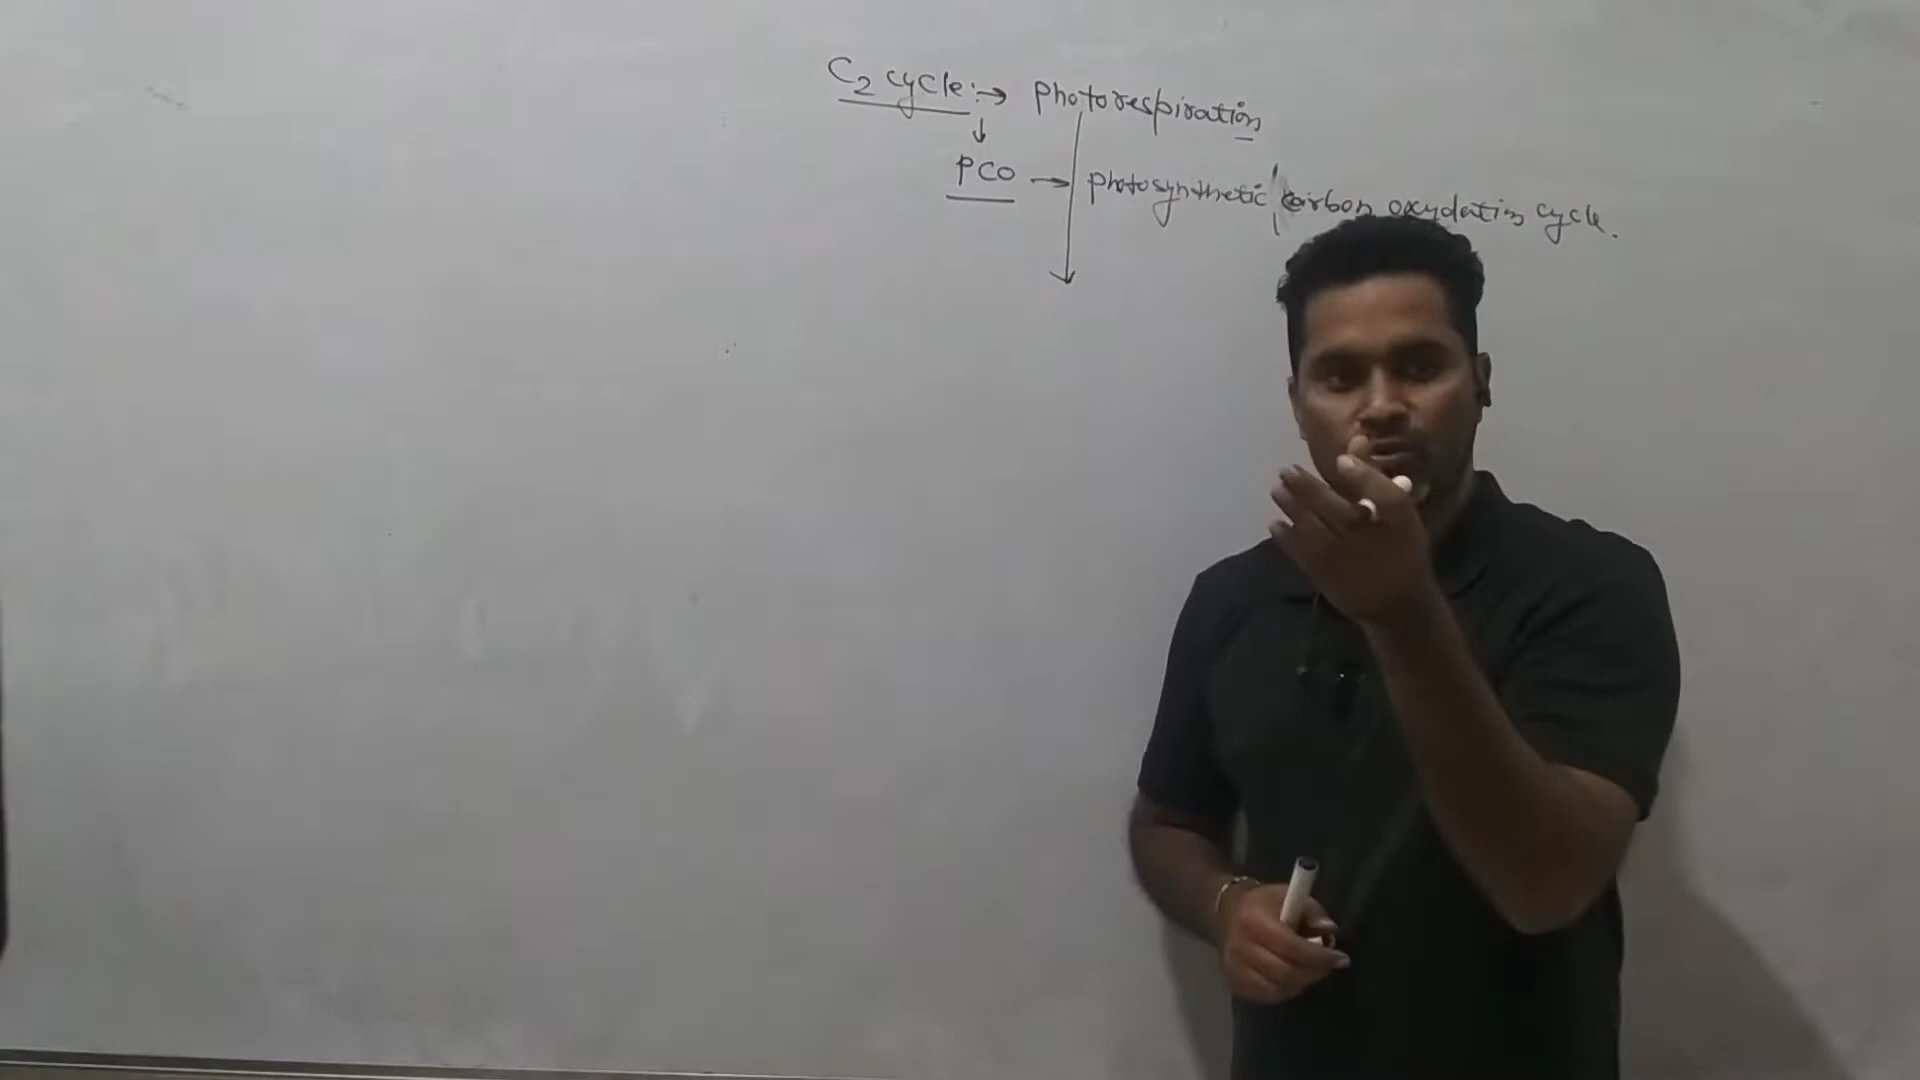 C₂ cycle :→ photorespiration
↓
PCO → photosynthetic carbon oxydation cycle.